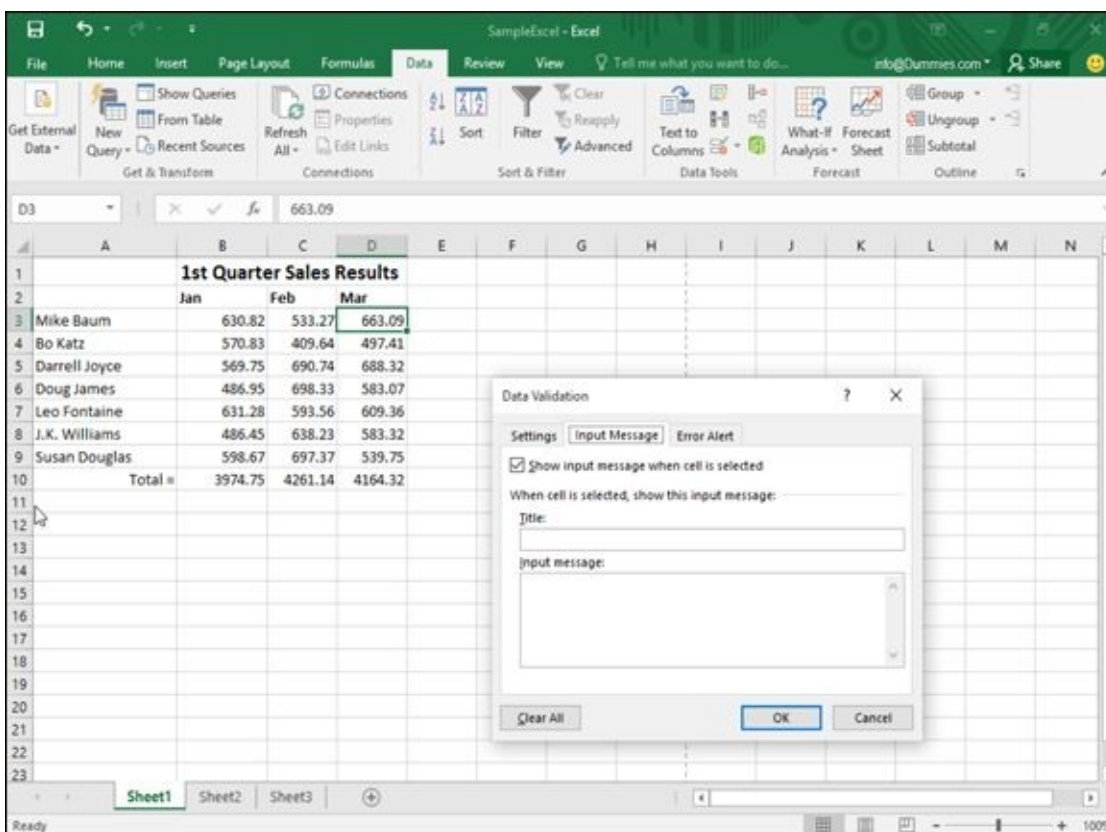 SampleExcel - Excel
File Home Insert Page Layout Formulas Data Review View Tell me what you want to do... info@Dummies.com Share
Get External Data
New Query
Show Queries
From Table
Recent Sources
Get & Transform
Refresh All
Connections
Properties
Edit Links
Connections
Sort
Filter
Clear
Reapply
Advanced
Sort & Filter
Text to Columns
Data Tools
What-If Analysis
Forecast Sheet
Forecast
Group
Ungroup
Subtotal
Outline
D3 fx 663.09
A B C D E F G H I J K L M N
1 1st Quarter Sales Results
2 Jan Feb Mar
3 Mike Baum 630.82 533.27 663.09
4 Bo Katz 570.83 409.64 497.41
5 Darrell Joyce 569.75 690.74 688.32
6 Doug James 486.95 698.33 583.07
7 Leo Fontaine 631.28 593.56 609.36
8 J.K. Williams 486.45 638.23 583.32
9 Susan Douglas 598.67 697.37 539.75
10 Total = 3974.75 4261.14 4164.32
11
12
13
14
15
16
17
18
19
20
21
22
23
Data Validation ?
Settings Input Message Error Alert
Show input message when cell is selected
When cell is selected, show this input message:
Title:
Input message:
Clear All OK Cancel
Sheet1 Sheet2 Sheet3
Ready 100%